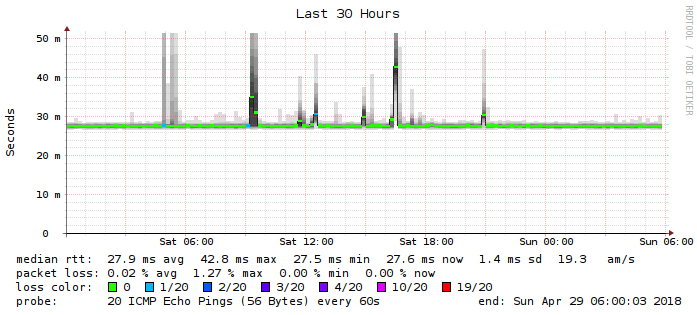 Last 30 Hours
RRDTOOL / TOBI OETIKER
Seconds
50 m
40 m
30 m
20 m
10 m
0
Sat 06:00 Sat 12:00 Sat 18:00 Sun 00:00 Sun 06:00
median rtt: 27.9 ms avg 42.8 ms max 27.5 ms min 27.6 ms now 1.4 ms sd 19.3 am/s
packet loss: 0.02 % avg 1.27 % max 0.00 % min 0.00 % now
loss color: 0 1/20 2/20 3/20 4/20 10/20 19/20
probe: 20 ICMP Echo Pings (56 Bytes) every 60s end: Sun Apr 29 06:00:03 2018